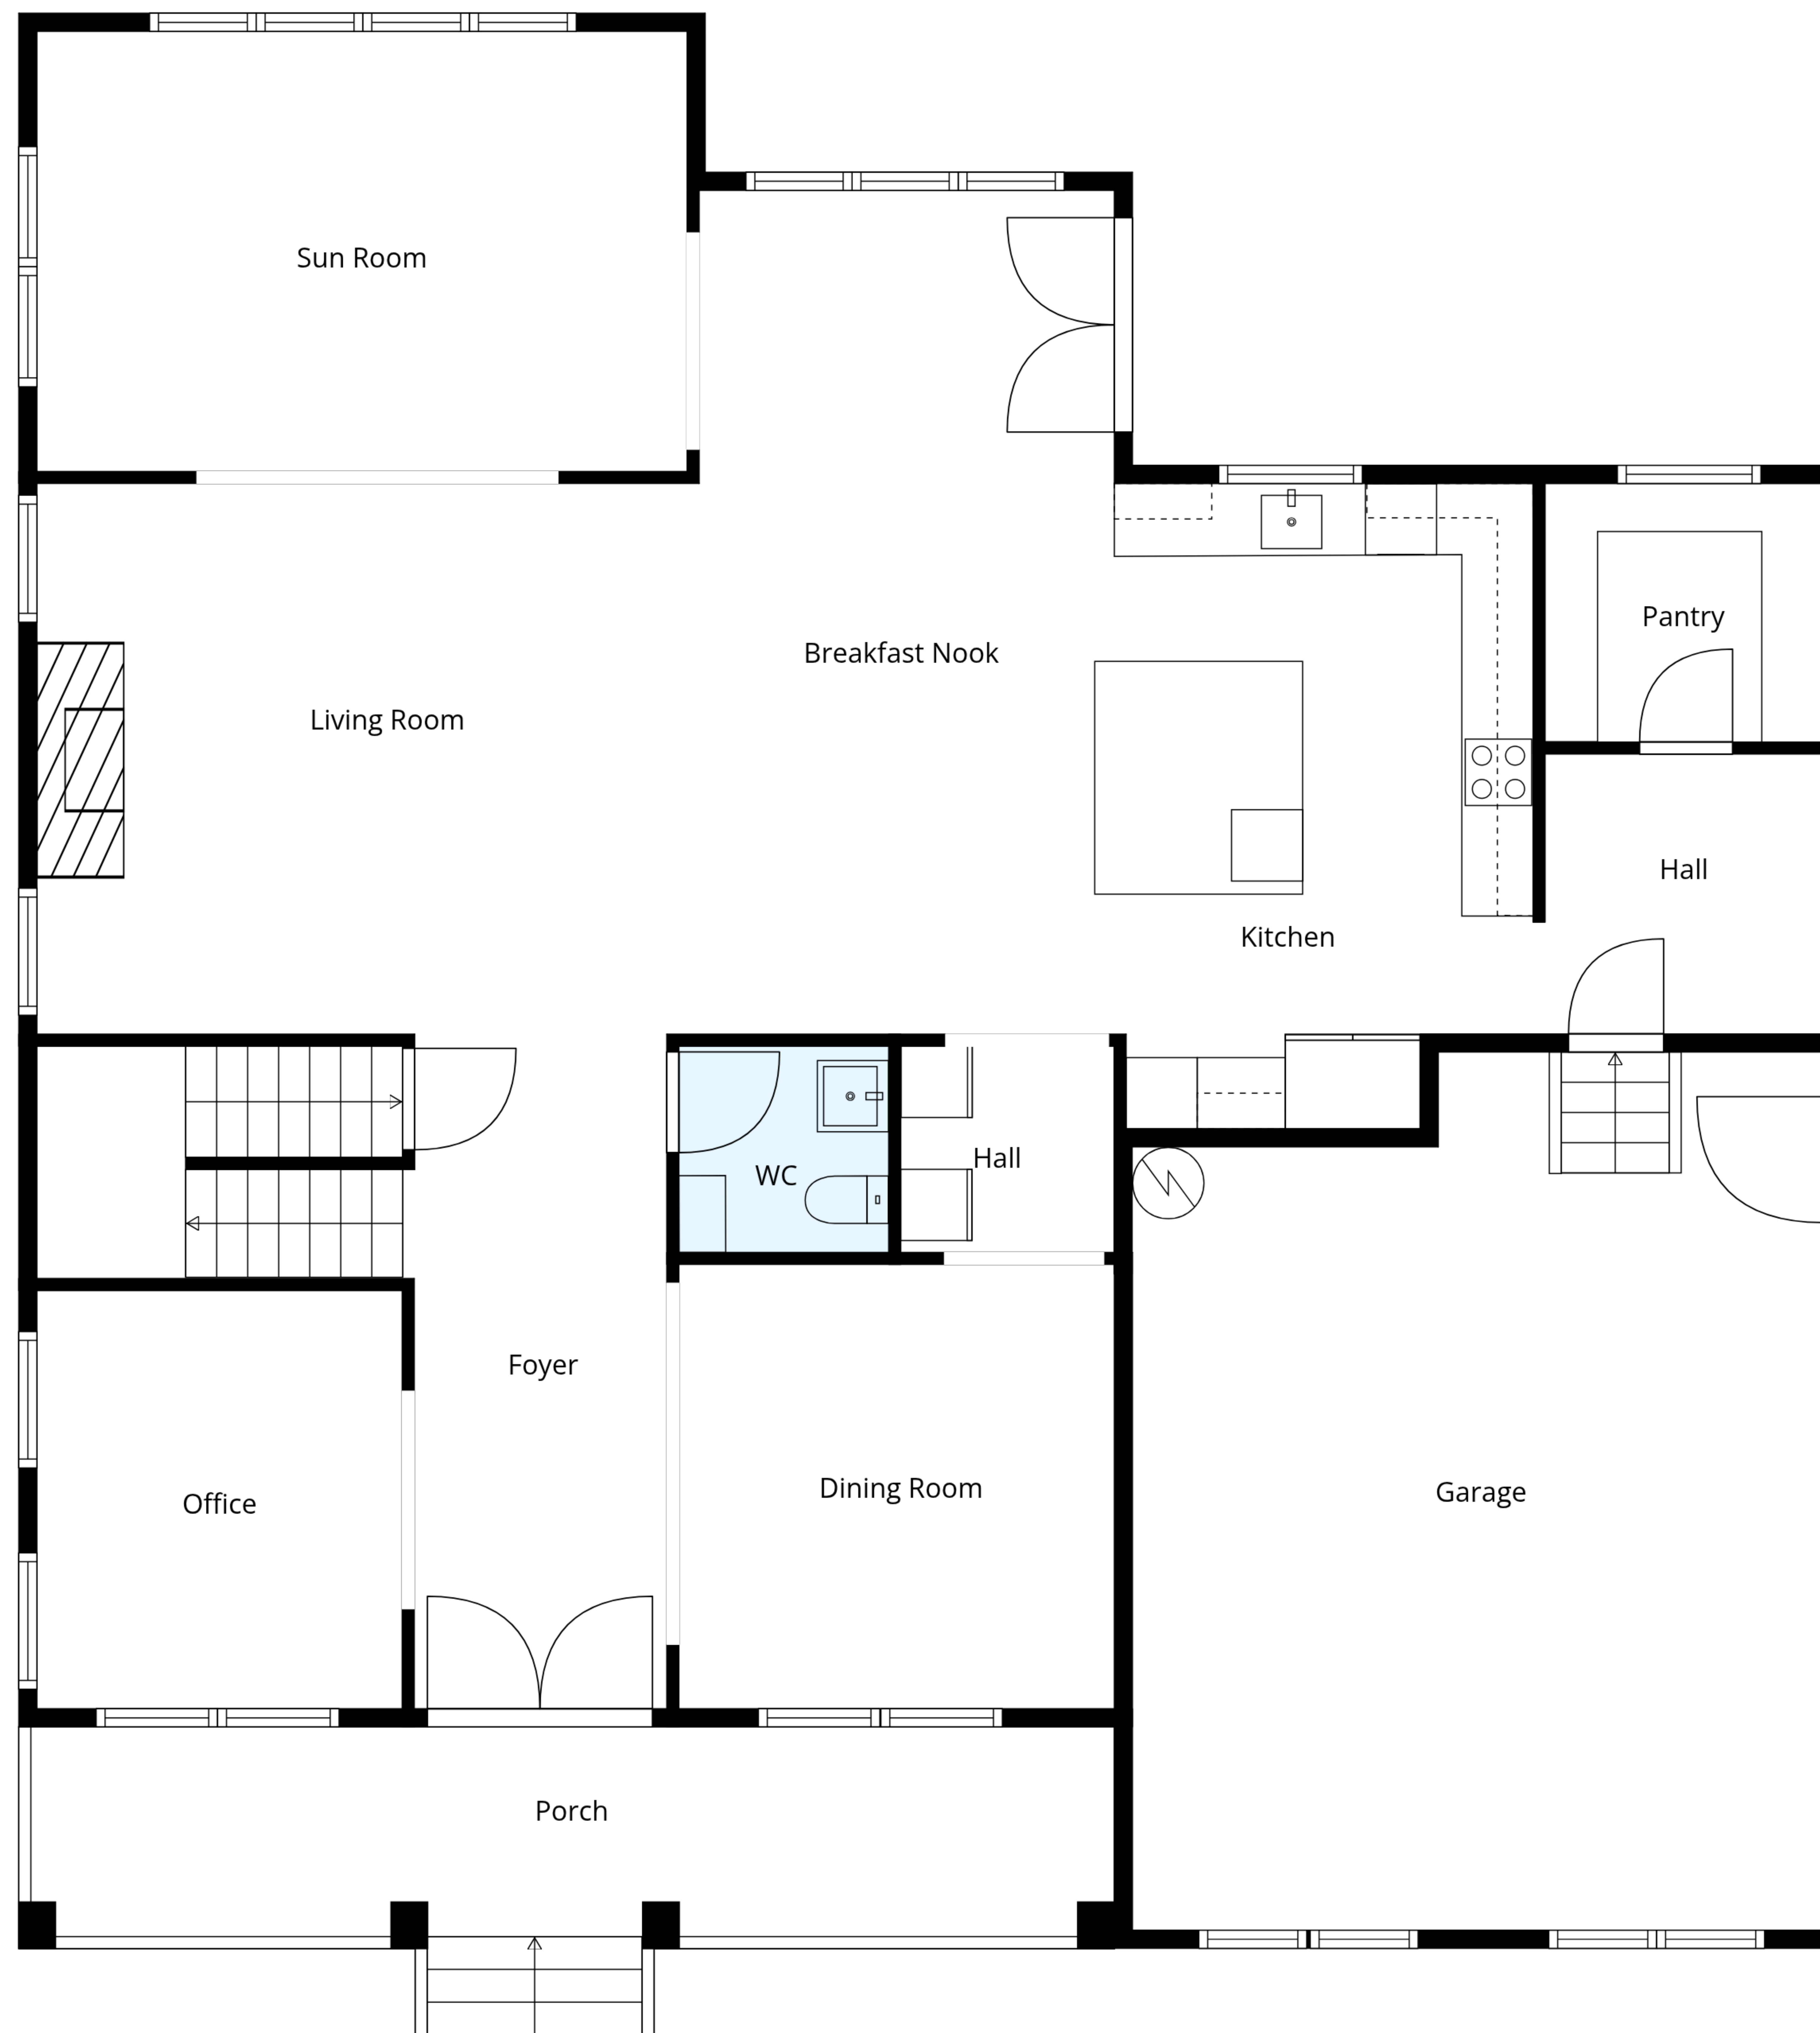 Sun Room
Pantry
Breakfast Nook
Living Room
Hall
Kitchen
Hall
WC
Foyer
Dining Room
Garage
Office
Porch